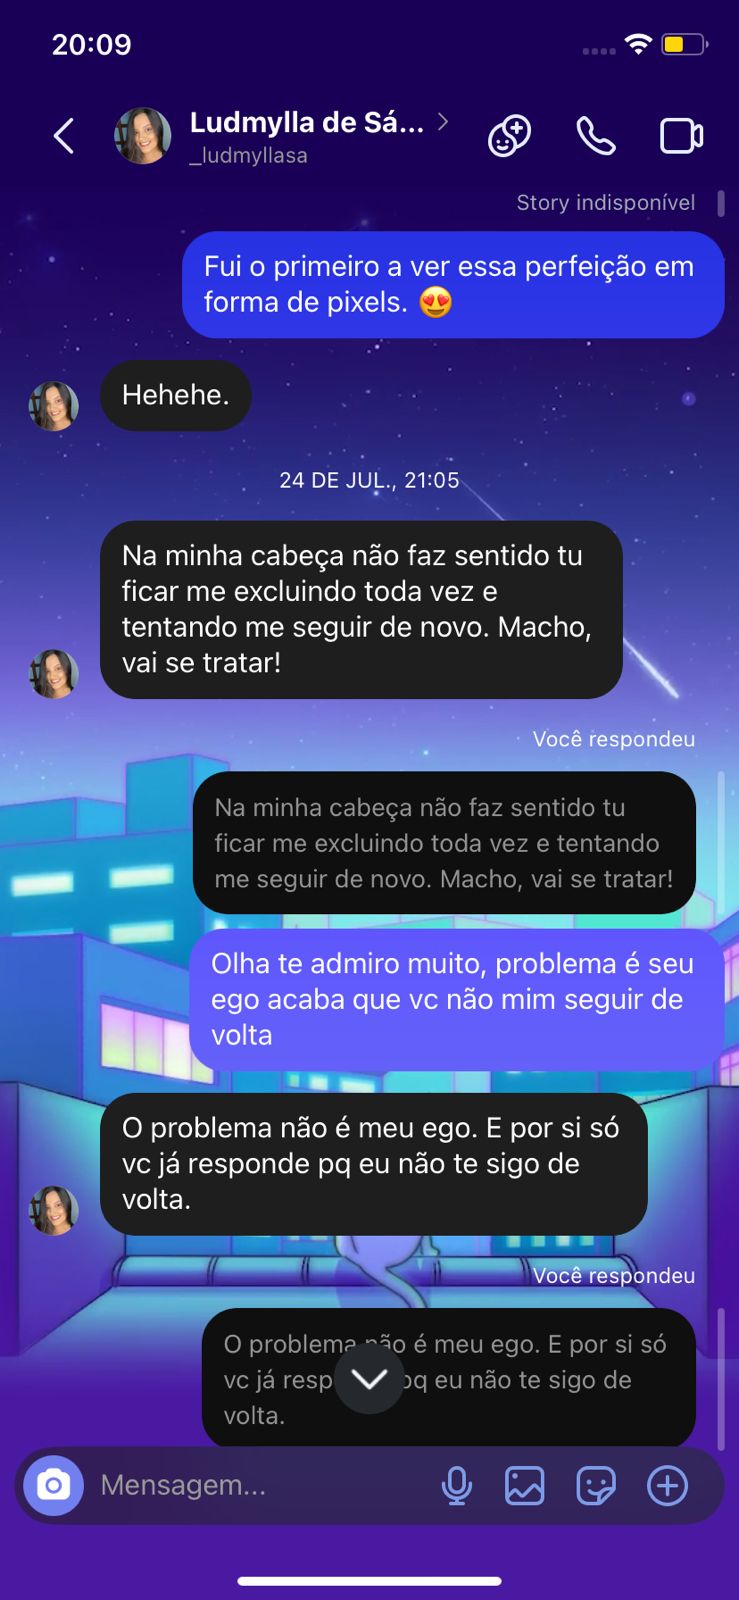 20:09
Ludmylla de Sá...
_ludmyllasa
Story indisponível
Fui o primeiro a ver essa perfeição em
forma de pixels. 😍
Hehehe.
24 DE JUL., 21:05
Na minha cabeça não faz sentido tu
ficar me excluindo toda vez e
tentando me seguir de novo. Macho,
vai se tratar!
Você respondeu
Na minha cabeça não faz sentido tu
ficar me excluindo toda vez e tentando
me seguir de novo. Macho, vai se tratar!
Olha te admiro muito, problema é seu
ego acaba que vc não mim seguir de
volta
O problema não é meu ego. E por si só
vc já responde pq eu não te sigo de
volta.
Você respondeu
O problema não é meu ego. E por si só
vc já resp pq eu não te sigo de
volta.
Mensagem...